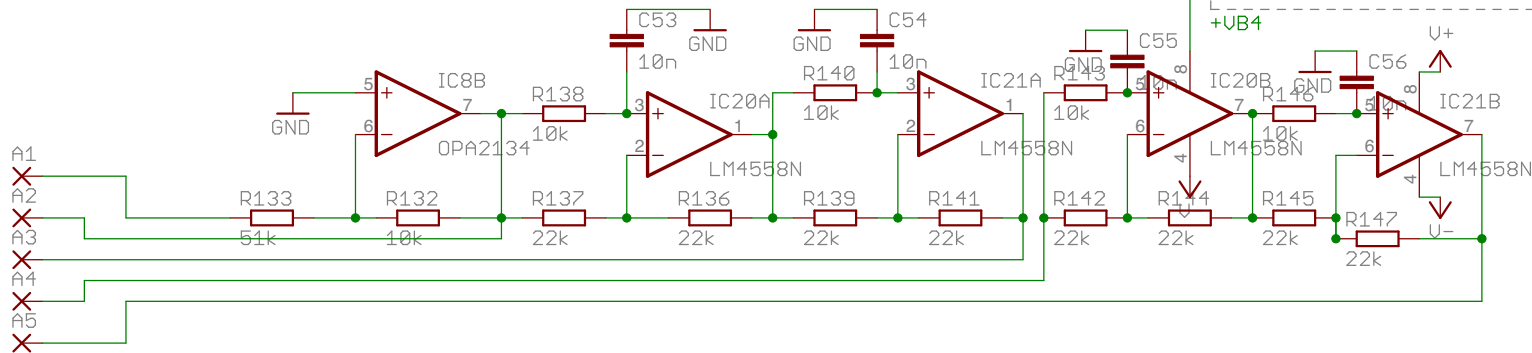 C53
GND
10n
GND
C54
10n
+VB4
V+
C55
GND
10n
C56
GND
10n
IC8B
5
+
6
−
7
OPA2134
GND
R138
10k
IC20A
3
+
2
−
1
LM4558N
R140
10k
IC21A
3
+
2
−
1
LM4558N
R143
10k
IC20B
8
5
+
6
−
7
4
LM4558N
R146
10k
IC21B
8
5
+
6
−
7
4
LM4558N
A1
A2
A3
A4
A5
R133
51k
R132
10k
R137
22k
R136
22k
R139
22k
R141
22k
R142
22k
R144
22k
R145
22k
R147
22k
V-